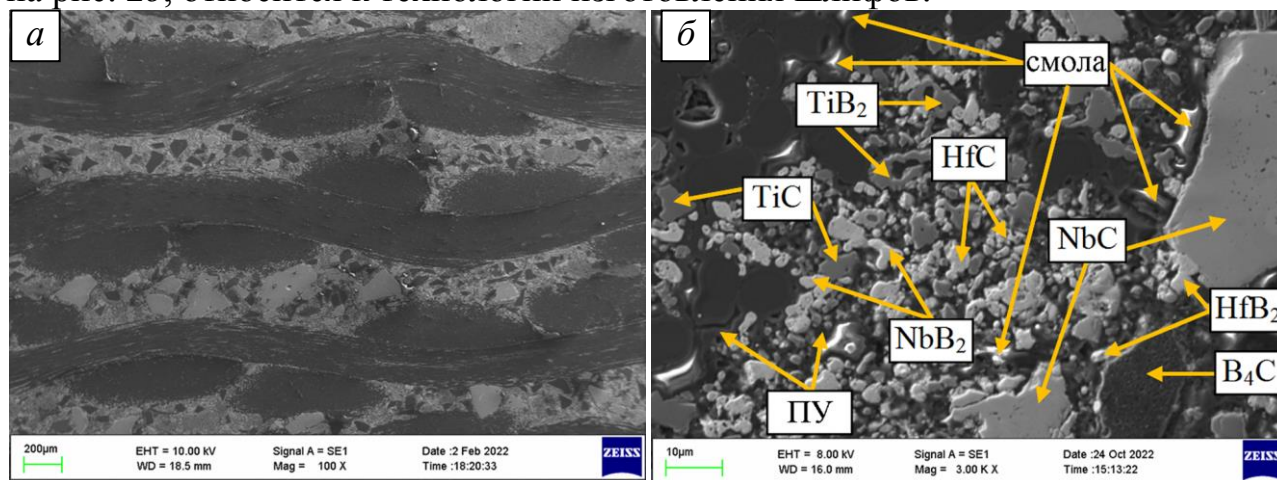 а
200µm
EHT = 10.00 kV
WD = 18.5 mm
Signal A = SE1
Mag = 100 X
Date :2 Feb 2022
Time :18:20:33
ZEISS
б
смола
TiB₂
HfC
TiC
NbC
NbB₂
HfB₂
B₄C
ПУ
10µm
EHT = 8.00 kV
WD = 16.0 mm
Signal A = SE1
Mag = 3.00 K X
Date :24 Oct 2022
Time :15:13:22
ZEISS